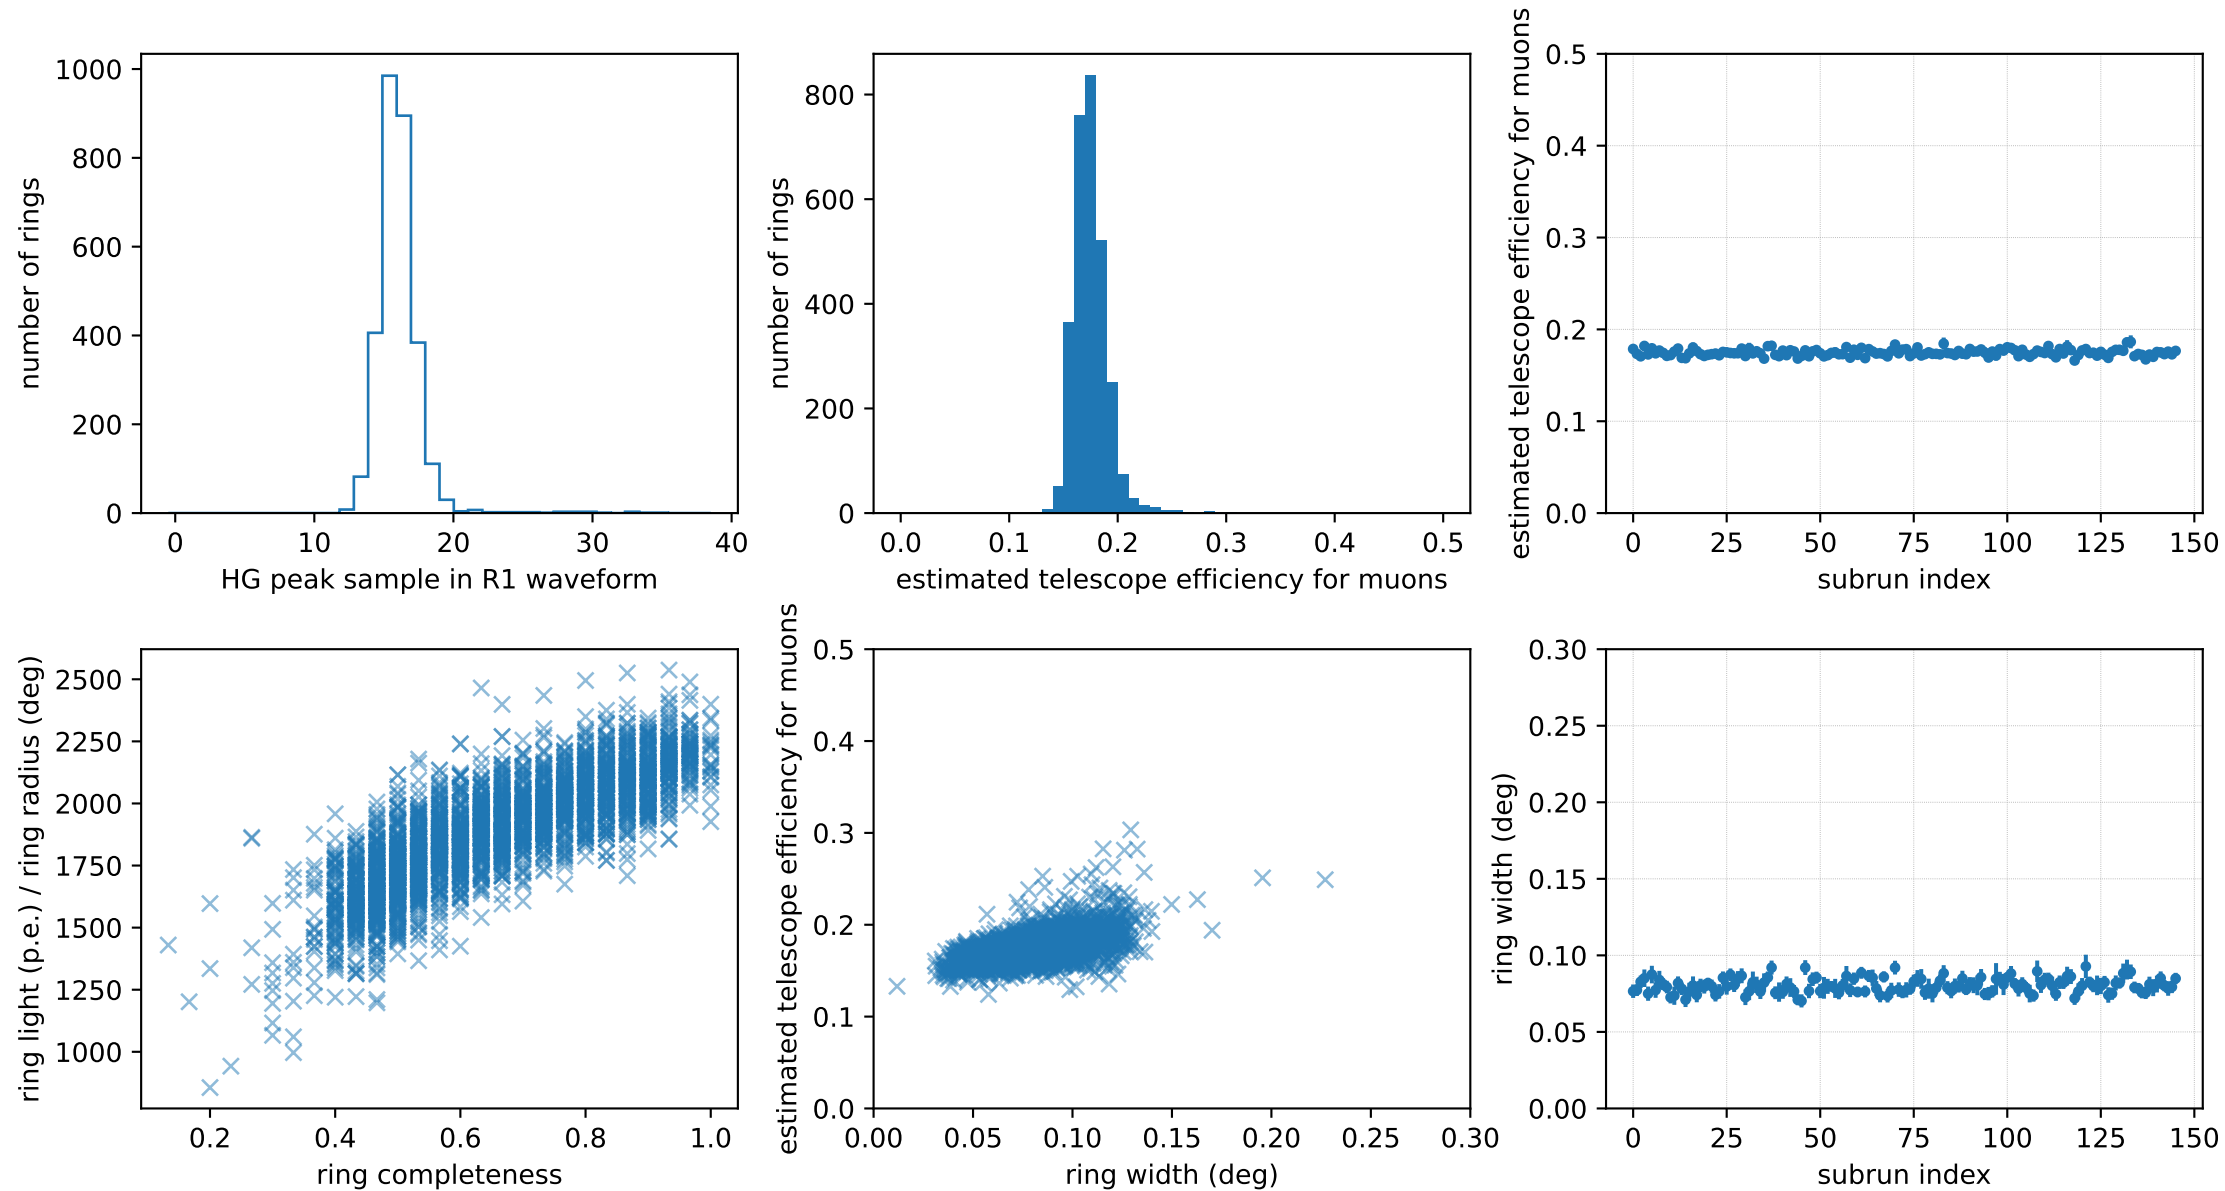 1000
800
600
400
200
0
number of rings
0 10 20 30 40
HG peak sample in R1 waveform
800
600
400
200
0
number of rings
0.0 0.1 0.2 0.3 0.4 0.5
estimated telescope efficiency for muons
0.5
0.4
0.3
0.2
0.1
0.0
estimated telescope efficiency for muons
0 25 50 75 100 125 150
subrun index
2500
2250
2000
1750
1500
1250
1000
ring light (p.e.) / ring radius (deg)
0.2 0.4 0.6 0.8 1.0
ring completeness
0.5
0.4
0.3
0.2
0.1
0.0
estimated telescope efficiency for muons
0.00 0.05 0.10 0.15 0.20 0.25 0.30
ring width (deg)
0.30
0.25
0.20
0.15
0.10
0.05
0.00
ring width (deg)
0 25 50 75 100 125 150
subrun index